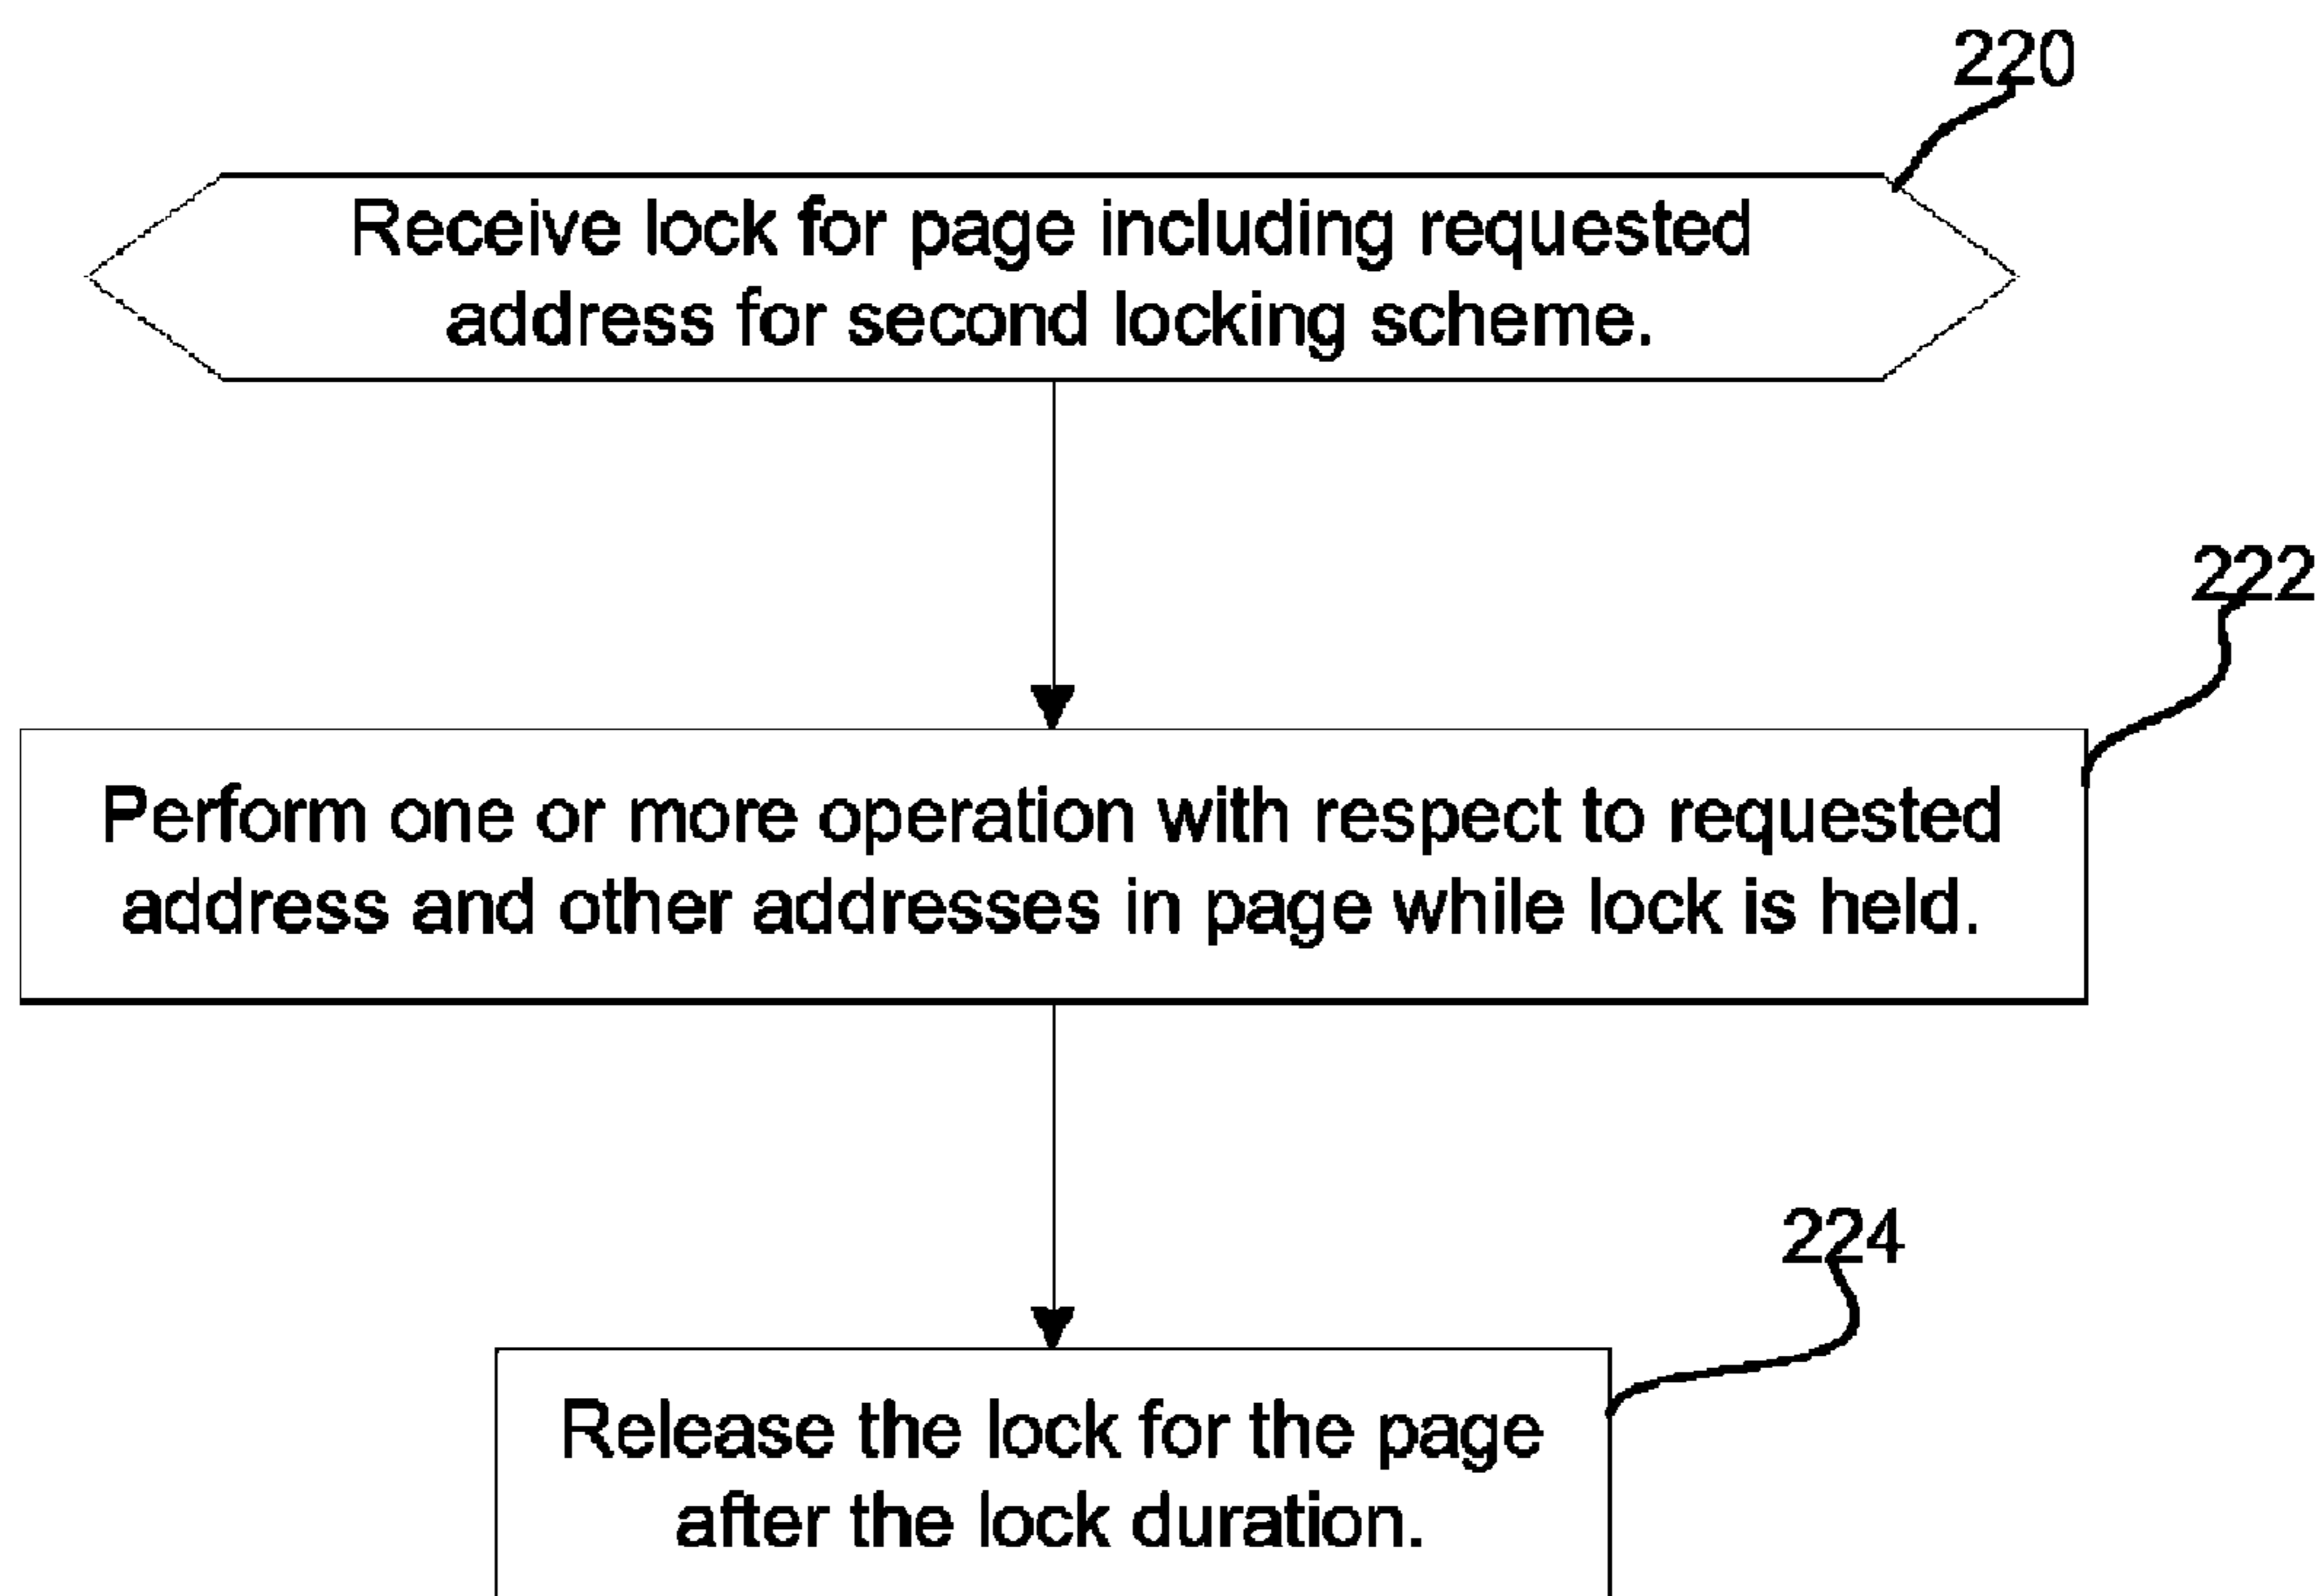 220
Receive lock for page including requested
address for second locking scheme.
222
Perform one or more operation with respect to requested
address and other addresses in page while lock is held.
224
Release the lock for the page
after the lock duration.